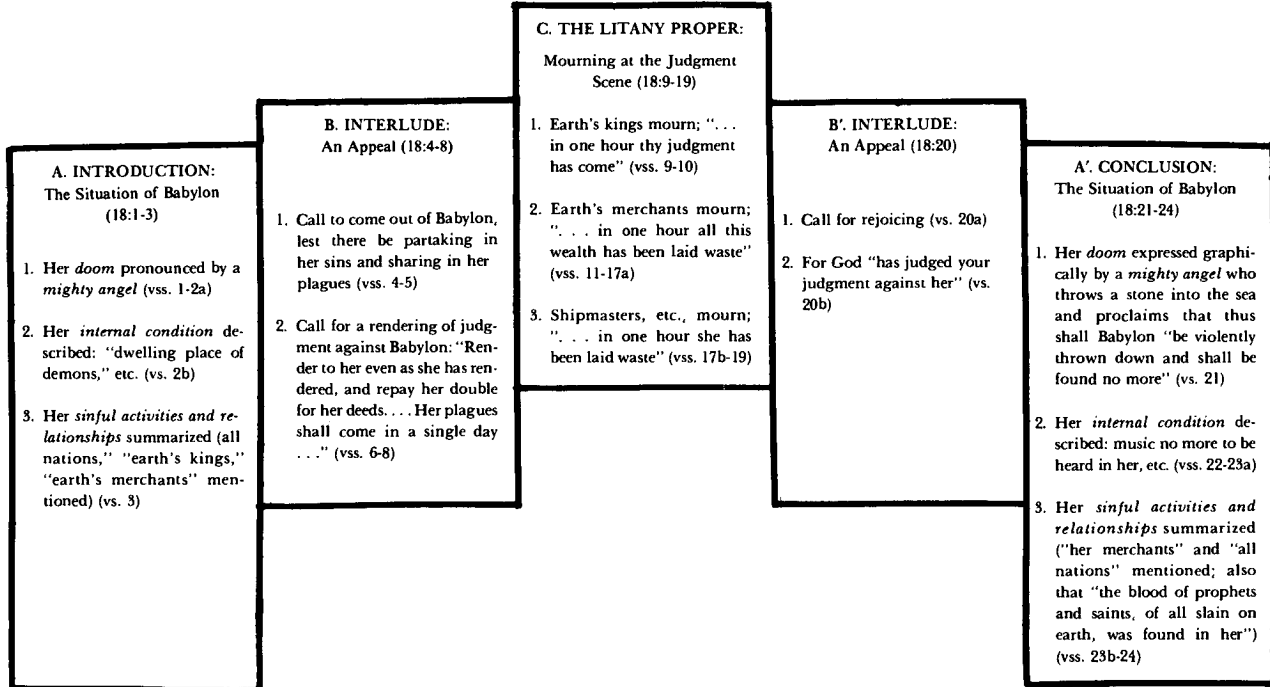 A. INTRODUCTION:
The Situation of Babylon
(18:1-3)
1. Her doom pronounced by a
mighty angel (vss. 1-2a)
2. Her internal condition de-
scribed: “dwelling place of
demons,” etc. (vs. 2b)
3. Her sinful activities and re-
lationships summarized (all
nations,” “earth's kings,”
“earth's merchants” men-
tioned) (vs. 3)
B. INTERLUDE:
An Appeal (18:4-8)
1. Call to come out of Babylon,
lest there be partaking in
her sins and sharing in her
plagues (vss. 4-5)
2. Call for a rendering of judg-
ment against Babylon: “Ren-
der to her even as she has ren-
dered, and repay her double
for her deeds. . . . Her plagues
shall come in a single day
. . .” (vss. 6-8)
C. THE LITANY PROPER:
Mourning at the Judgment
Scene (18:9-19)
1. Earth's kings mourn; “. . .
in one hour thy judgment
has come” (vss. 9-10)
2. Earth's merchants mourn;
“. . . in one hour all this
wealth has been laid waste”
(vss. 11-17a)
3. Shipmasters, etc., mourn;
“. . . in one hour she has
been laid waste” (vss. 17b-19)
B'. INTERLUDE:
An Appeal (18:20)
1. Call for rejoicing (vs. 20a)
2. For God “has judged your
judgment against her” (vs.
20b)
A'. CONCLUSION:
The Situation of Babylon
(18:21-24)
1. Her doom expressed graphi-
cally by a mighty angel who
throws a stone into the sea
and proclaims that thus
shall Babylon “be violently
thrown down and shall be
found no more” (vs. 21)
2. Her internal condition de-
scribed: music no more to be
heard in her, etc. (vss. 22-23a)
3. Her sinful activities and
relationships summarized
(“her merchants” and “all
nations” mentioned; also
that “the blood of prophets
and saints, of all slain on
earth, was found in her”)
(vss. 23b-24)